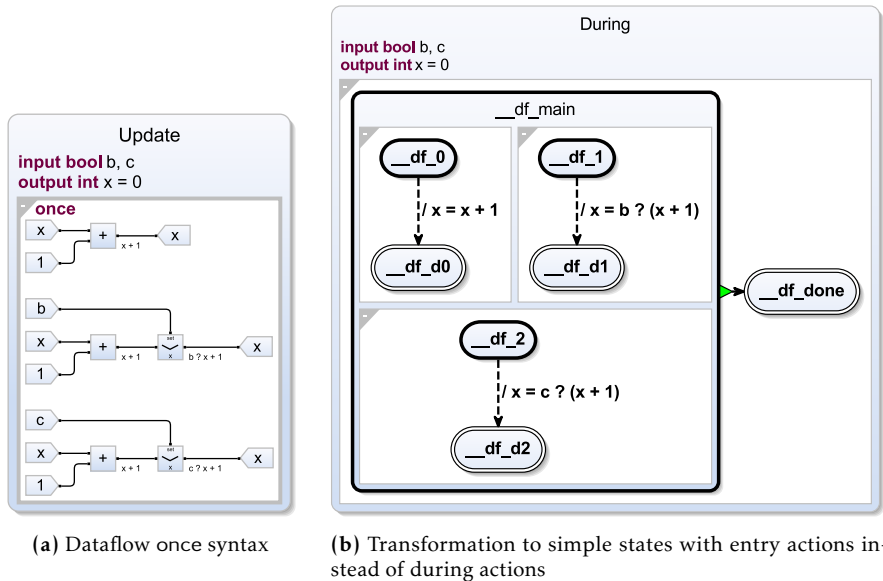 Update
input bool b, c
output int x = 0
once
x
+
x + 1
x
1
b
x
+
x + 1
set
x
b ? x + 1
x
1
c
x
+
x + 1
set
x
c ? x + 1
x
1
(a) Dataflow once syntax
During
input bool b, c
output int x = 0
-
__df_main
-
__df_0
/ x = x + 1
__df_d0
-
__df_1
/ x = b ? (x + 1)
__df_d1
-
__df_2
/ x = c ? (x + 1)
__df_d2
__df_done
(b) Transformation to simple states with entry actions in-
stead of during actions